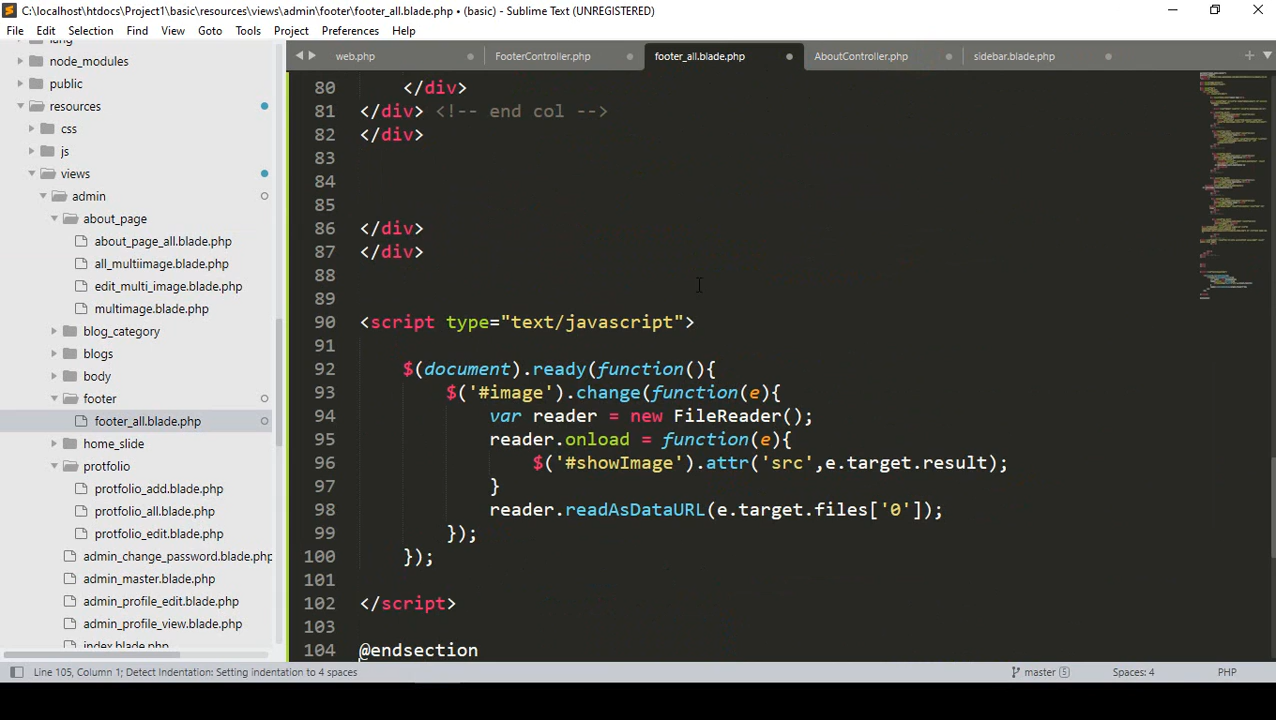 C:\localhost\htdocs\Project1\basic\resources\views\admin\footer\footer_all.blade.php • (basic) - Sublime Text (UNREGISTERED)
File Edit Selection Find View Goto Tools Project Preferences Help
lang
node_modules
public
resources
css
js
views
admin
about_page
about_page_all.blade.php
all_multiimage.blade.php
edit_multi_image.blade.php
multimage.blade.php
blog_category
blogs
body
footer
footer_all.blade.php
home_slide
protfolio
protfolio_add.blade.php
protfolio_all.blade.php
protfolio_edit.blade.php
admin_change_password.blade.php
admin_master.blade.php
admin_profile_edit.blade.php
admin_profile_view.blade.php
index.blade.php
web.php FooterController.php footer_all.blade.php AboutController.php sidebar.blade.php
80 </div>
81 </div> <!-- end col -->
82 </div>
83
84
85
86 </div>
87 </div>
88
89
90 <script type="text/javascript">
91
92 $(document).ready(function(){
93 $('#image').change(function(e){
94 var reader = new FileReader();
95 reader.onload = function(e){
96 $('#showImage').attr('src',e.target.result);
97 }
98 reader.readAsDataURL(e.target.files['0']);
99 });
100 });
101
102 </script>
103
104 @endsection
Line 105, Column 1; Detect Indentation: Setting indentation to 4 spaces master 5 Spaces: 4 PHP